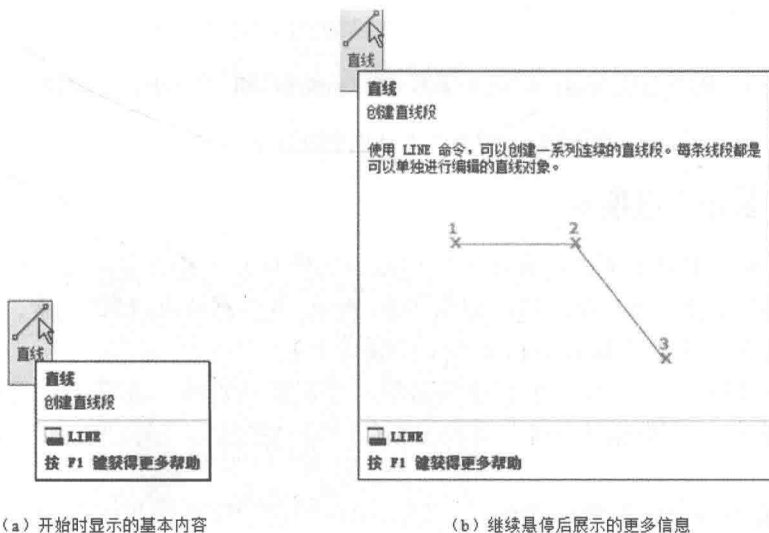 直线
直线
创建直线段
使用 LINE 命令，可以创建一系列连续的直线段。每条线段都是
可以单独进行编辑的直线对象。
1
2
3
LINE
按 F1 键获得更多帮助
直线
直线
创建直线段
LINE
按 F1 键获得更多帮助
（a）开始时显示的基本内容
（b）继续悬停后展示的更多信息